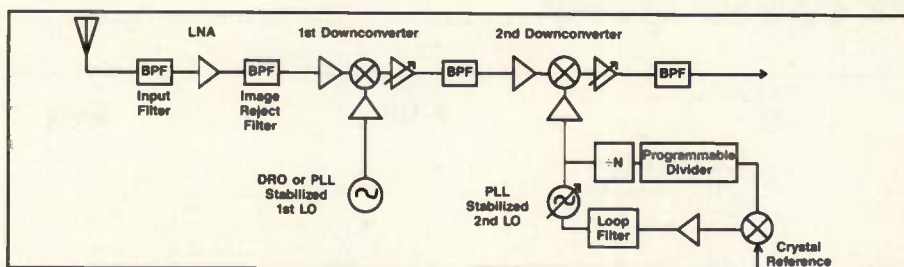 LNA
1st Downconverter
2nd Downconverter
BPF
BPF
BPF
BPF
Input
Filter
Image
Reject
Filter
DRO or PLL
Stabilized
1st LO
PLL
Stabilized
2nd LO
÷N
Programmable
Divider
Loop
Filter
Crystal
Reference